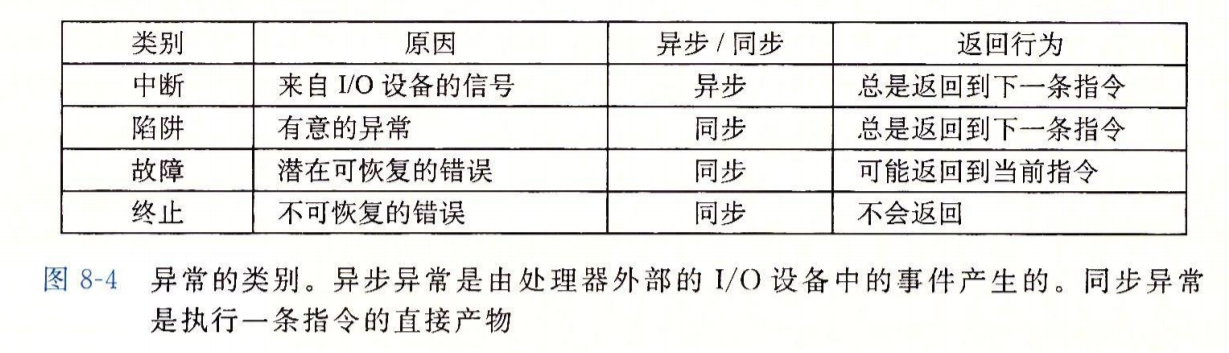 类别 原因 异步/同步 返回行为
中断 来自 I/O 设备的信号 异步 总是返回到下一条指令
陷阱 有意的异常 同步 总是返回到下一条指令
故障 潜在可恢复的错误 同步 可能返回到当前指令
终止 不可恢复的错误 同步 不会返回
图 8-4 异常的类别。异步异常是由处理器外部的 I/O 设备中的事件产生的。同步异常
是执行一条指令的直接产物